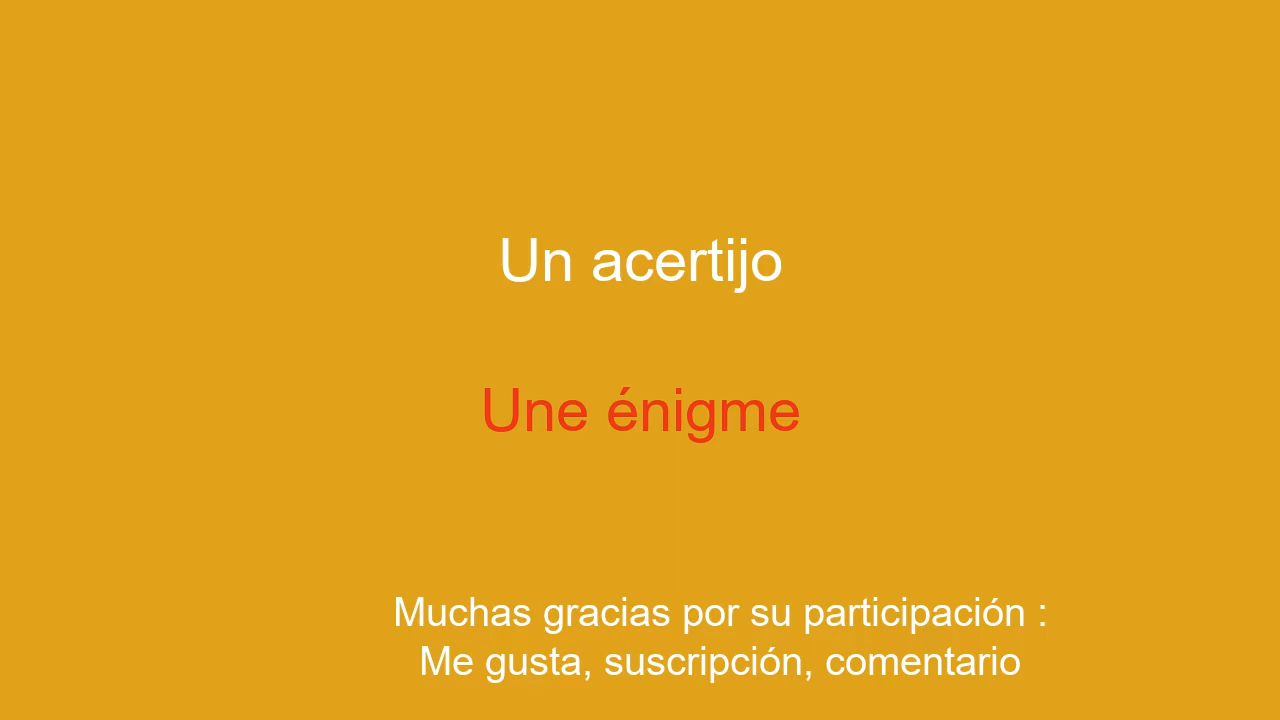 Un acertijo
Une énigme
Muchas gracias por su participación :
Me gusta, suscripción, comentario